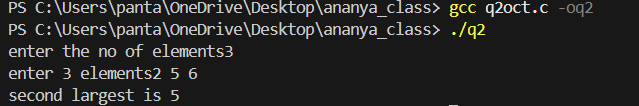 PS C:\Users\panta\OneDrive\Desktop\ananya_class> gcc q2oct.c -oq2
PS C:\Users\panta\OneDrive\Desktop\ananya_class> ./q2
enter the no of elements3
enter 3 elements2 5 6
second largest is 5